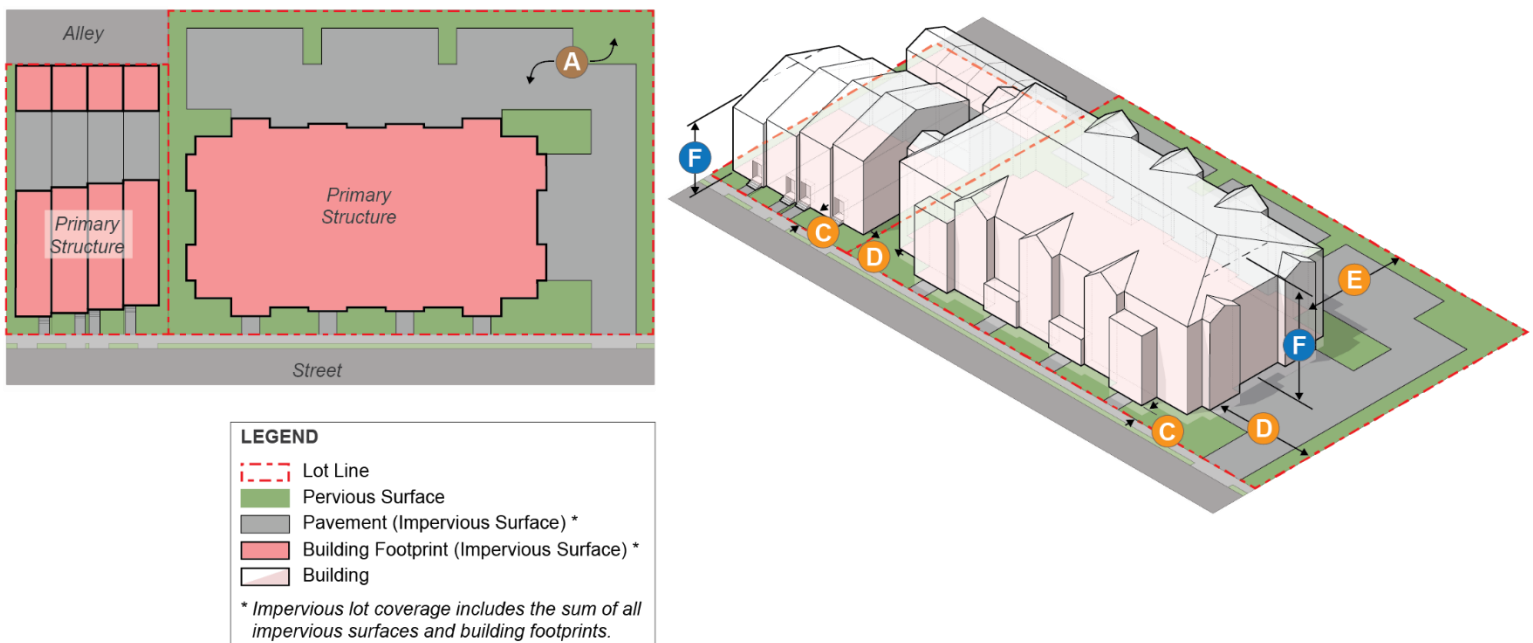 Alley
A
Primary
Structure
Primary
Structure
Street
F
C
D
E
F
D
C
LEGEND
Lot Line
Pervious Surface
Pavement (Impervious Surface) *
Building Footprint (Impervious Surface) *
Building
* Impervious lot coverage includes the sum of all
impervious surfaces and building footprints.